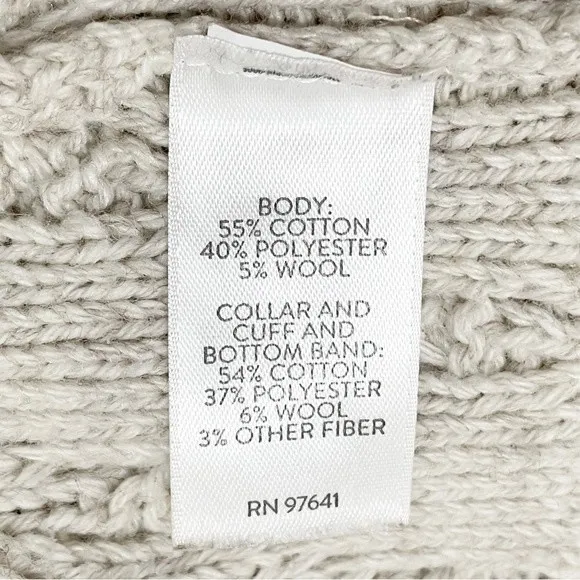 BODY:
55% COTTON
40% POLYESTER
5% WOOL
COLLAR AND
CUFF AND
BOTTOM BAND:
54% COTTON
37% POLYESTER
6% WOOL
3% OTHER FIBER
RN 97641